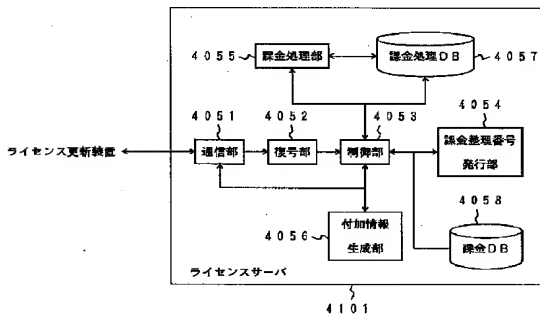 4055
課金処理部
課金処理DB
4057
4051
4052
4053
4054
ライセンス更新装置
通信部
復号部
制御部
課金整理番号
発行部
4056
付加情報
生成部
4058
課金DB
ライセンスサーバ
4101